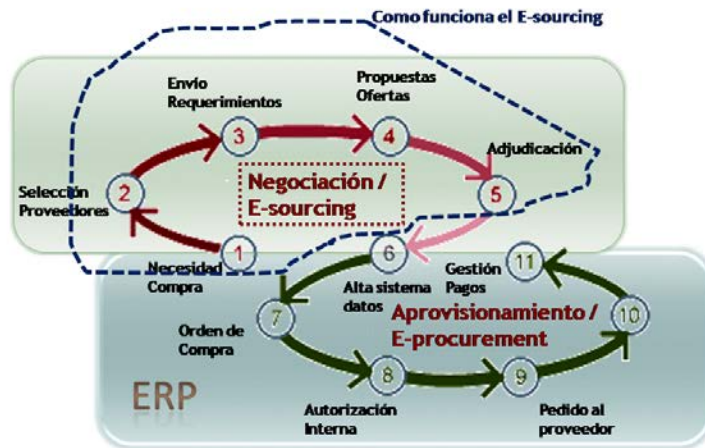 Como funciona el E-sourcing
Envío
Requerimientos
Propuestas
Ofertas
3
4
Adjudicación
Selección
Proveedores
2
Negociación /
E-sourcing
5
1
Necesidad
Compra
6
Alta sistema
datos
Gestión
Pagos
11
7
Orden de
Compra
Aprovisionamiento /
E-procurement
10
8
9
ERP
Autorización
Interna
Pedido al
proveedor